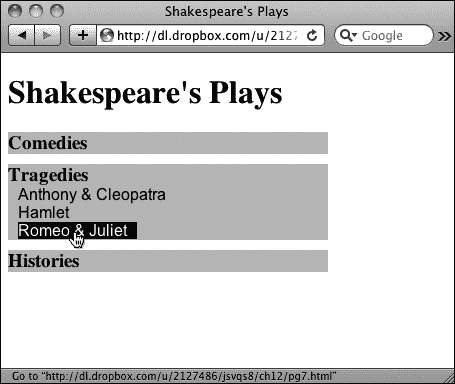 Shakespeare's Plays
http://dl.dropbox.com/u/2127
Google
Shakespeare's Plays
Comedies
Tragedies
Anthony & Cleopatra
Hamlet
Romeo & Juliet
Histories
Go to "http://dl.dropbox.com/u/2127486/jsvqs8/ch12/pg7.html"